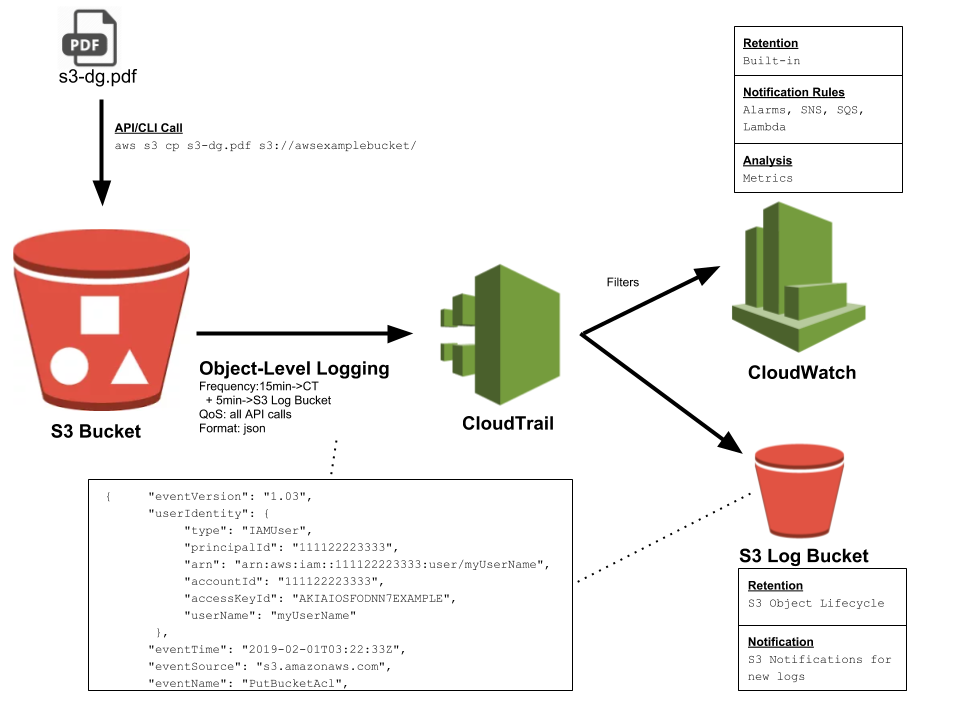 PDF
s3-dg.pdf
API/CLI Call
aws s3 cp s3-dg.pdf s3://awsexamplebucket/
S3 Bucket
Object-Level Logging
Frequency:15min->CT
+ 5min->S3 Log Bucket
QoS: all API calls
Format: json
CloudTrail
Filters
Retention
Built-in
Notification Rules
Alarms, SNS, SQS,
Lambda
Analysis
Metrics
CloudWatch
S3 Log Bucket
Retention
S3 Object Lifecycle
Notification
S3 Notifications for
new logs
{ "eventVersion": "1.03",
"userIdentity": {
"type": "IAMUser",
"principalId": "111122223333",
"arn": "arn:aws:iam::111122223333:user/myUserName",
"accountId": "111122223333",
"accessKeyId": "AKIAIOSFODNN7EXAMPLE",
"userName": "myUserName"
},
"eventTime": "2019-02-01T03:22:33Z",
"eventSource": "s3.amazonaws.com",
"eventName": "PutBucketAcl",